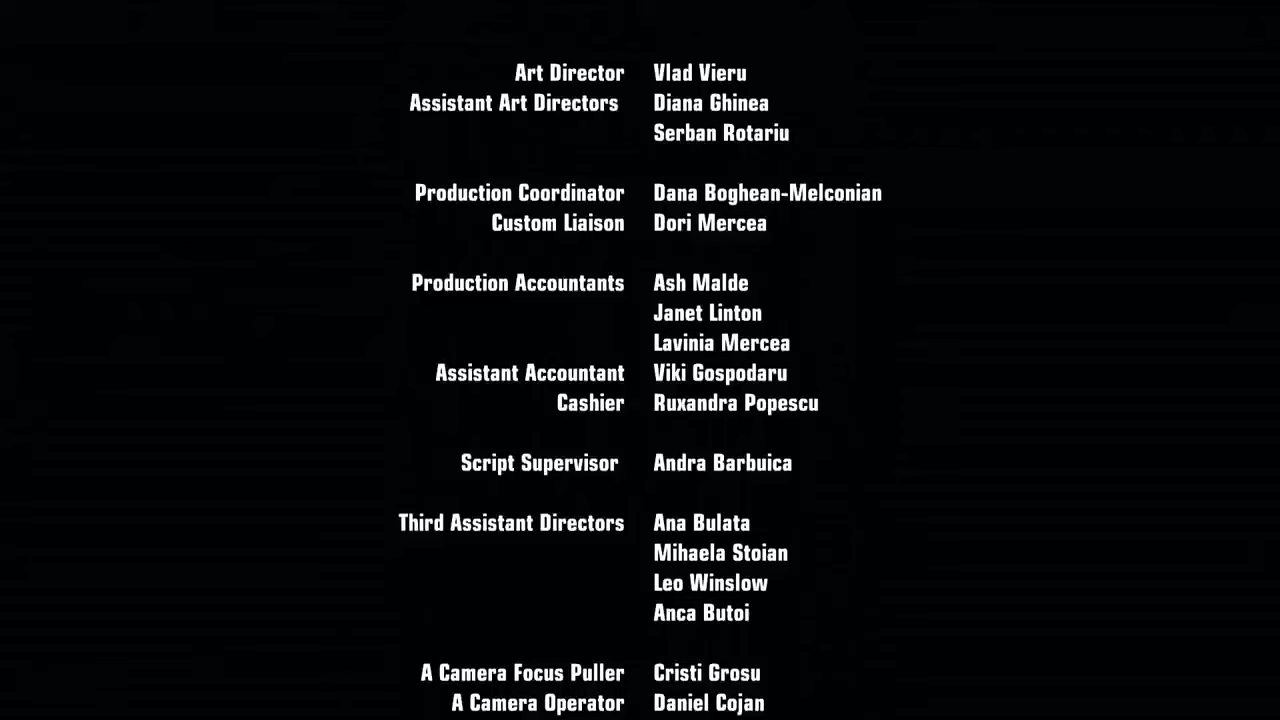 Art Director Vlad Vieru
Assistant Art Directors Diana Ghinea
Serban Rotariu
Production Coordinator Dana Boghean-Melconian
Custom Liaison Dori Mercea
Production Accountants Ash Malde
Janet Linton
Lavinia Mercea
Assistant Accountant Viki Gospodaru
Cashier Ruxandra Popescu
Script Supervisor Andra Barbuica
Third Assistant Directors Ana Bulata
Mihaela Stoian
Leo Winslow
Anca Butoi
A Camera Focus Puller Cristi Grosu
A Camera Operator Daniel Cojan